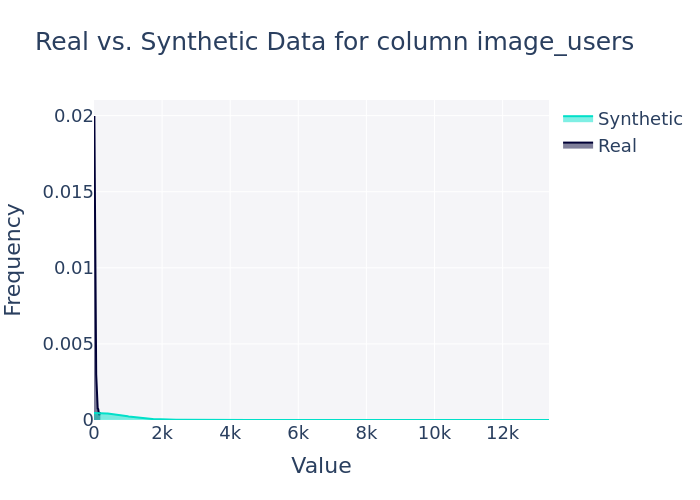 Real vs. Synthetic Data for column image_users
Synthetic
Real
Frequency
0.02
0.015
0.01
0.005
0
0 2k 4k 6k 8k 10k 12k
Value